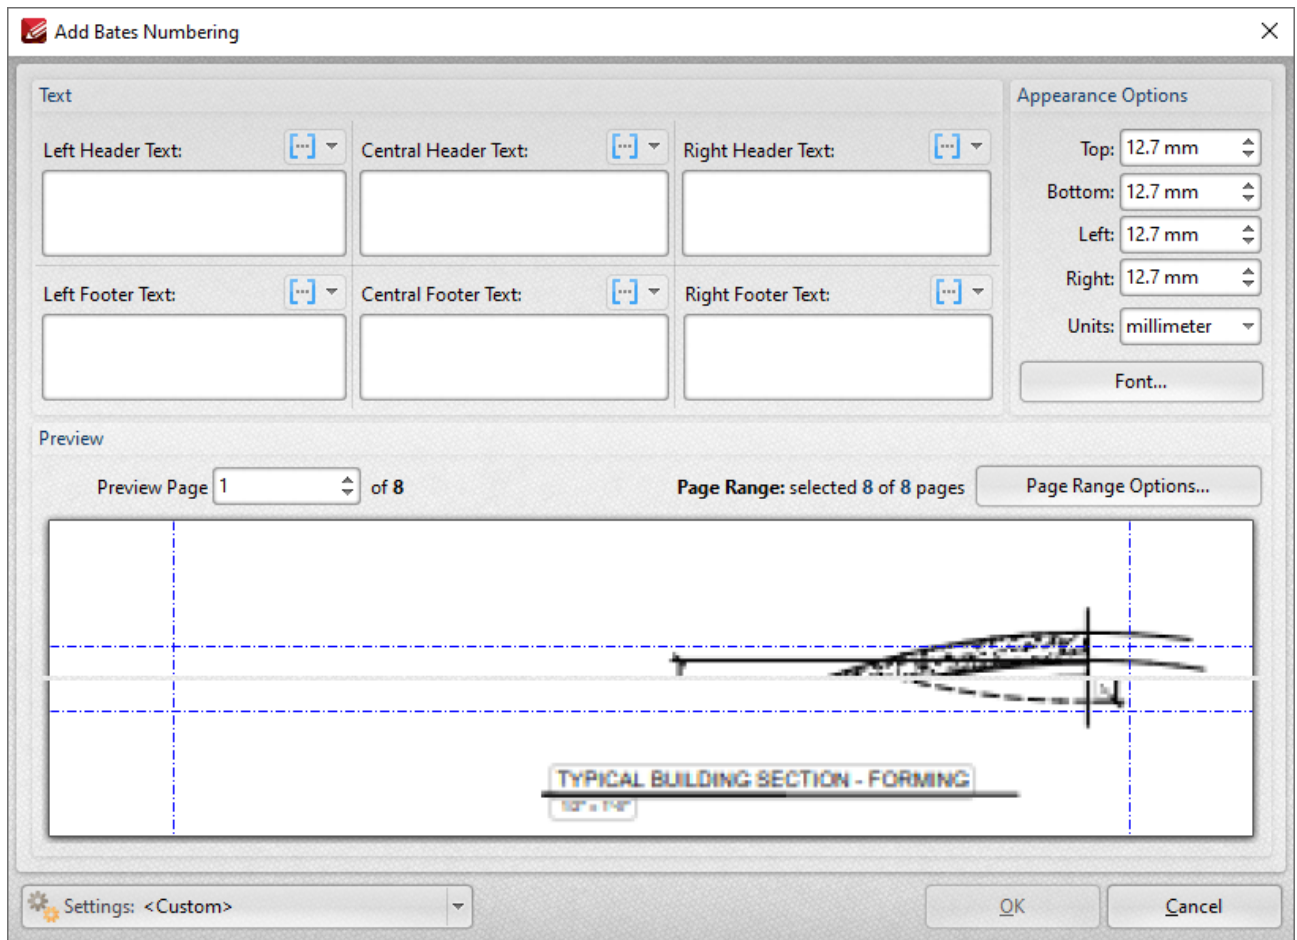 Add Bates Numbering
Text
Appearance Options
Left Header Text:
Central Header Text:
Right Header Text:
Top: 12.7 mm
Bottom: 12.7 mm
Left: 12.7 mm
Right: 12.7 mm
Left Footer Text:
Central Footer Text:
Right Footer Text:
Units: millimeter
Font...
Preview
Preview Page 1 of 8
Page Range: selected 8 of 8 pages
Page Range Options...
TYPICAL BUILDING SECTION - FORMING
Settings: <Custom>
OK
Cancel